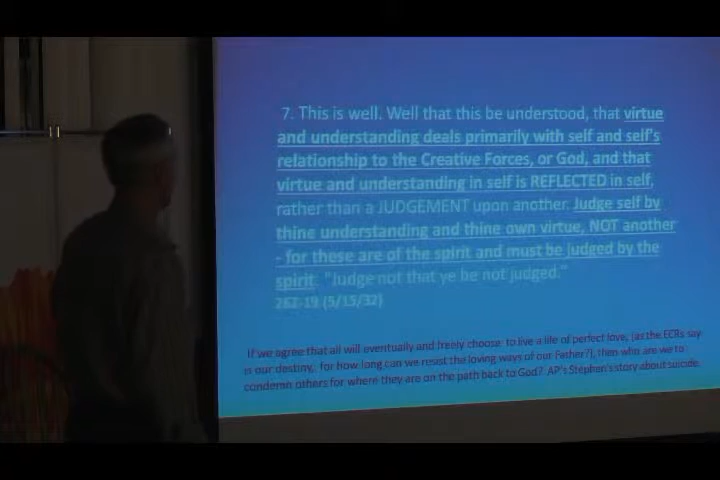 7. This is well. Well that this be understood, that virtue
and understanding deals primarily with self and self's
relationship to the Creative Forces, or God, and that
virtue and understanding in self is REFLECTED in self,
rather than a JUDGEMENT upon another. Judge self by
thine understanding and thine own virtue, NOT another
- for these are of the spirit and must be judged by the
spirit. "Judge not that ye be not judged."
262-19 (5/15/32)
If we agree that all will eventually and freely choose to live a life of perfect love, (as the ECRs say
is our destiny, for how long can we resist the loving ways of our Father?), then who are we to
condemn others for where they are on the path back to God? AP's Stephen's story about suicide.